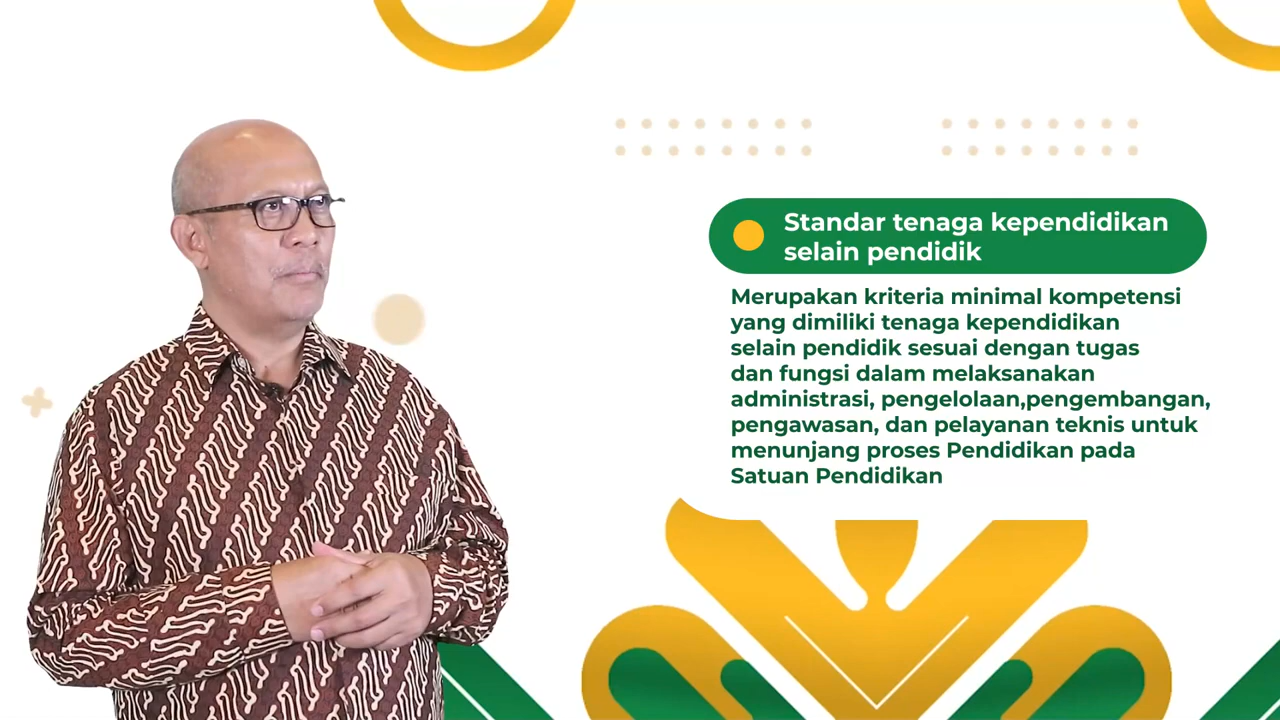 Standar tenaga kependidikan
selain pendidik
Merupakan kriteria minimal kompetensi
yang dimiliki tenaga kependidikan
selain pendidik sesuai dengan tugas
dan fungsi dalam melaksanakan
administrasi, pengelolaan,pengembangan,
pengawasan, dan pelayanan teknis untuk
menunjang proses Pendidikan pada
Satuan Pendidikan